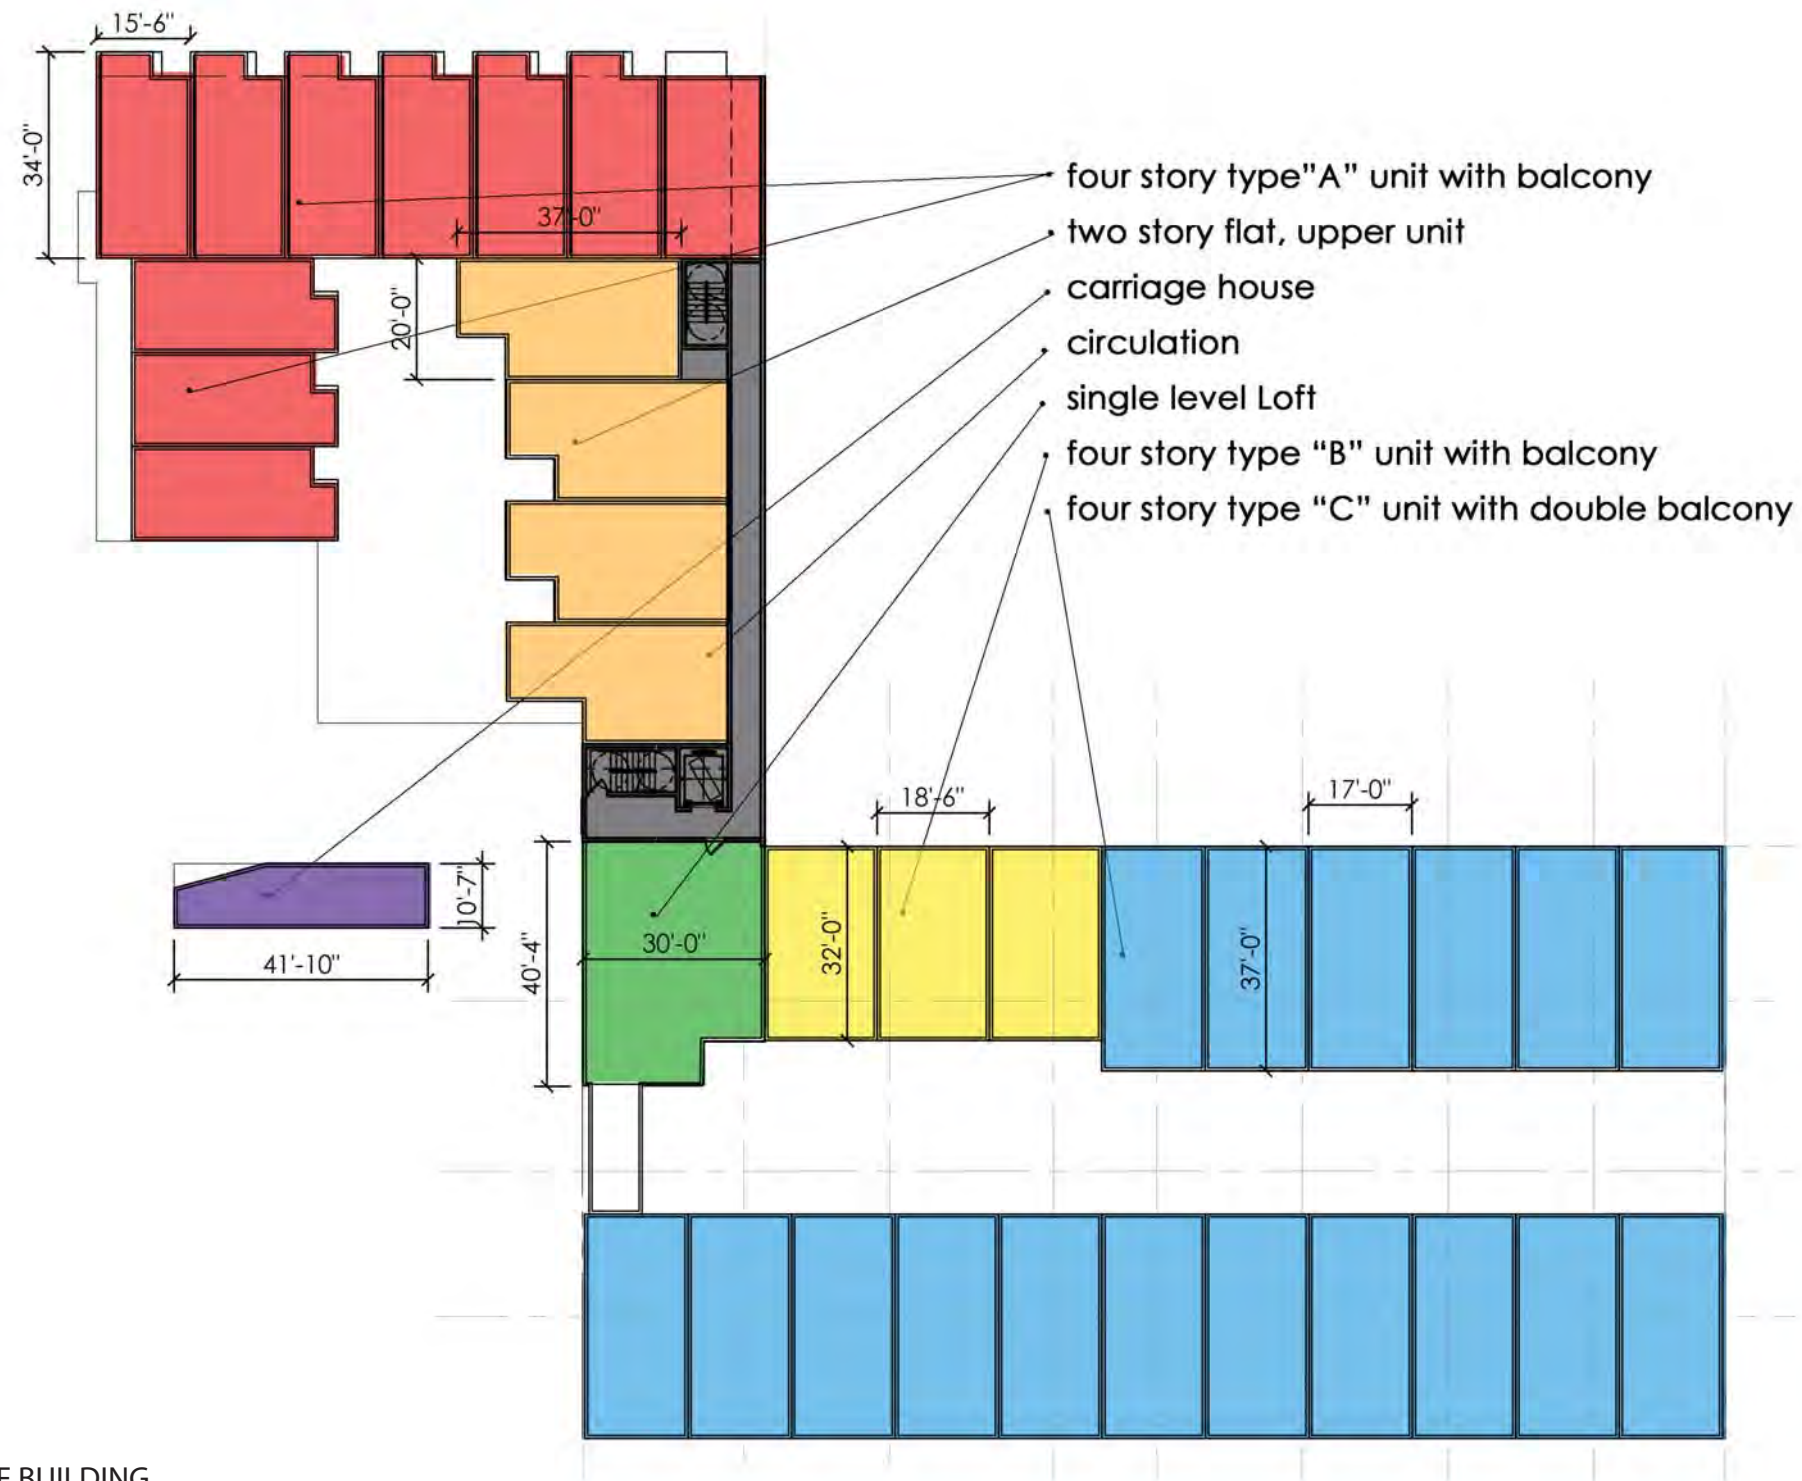 15'-6"
34'-0"
four story type”A” unit with balcony
37'-0"
two story flat, upper unit
20'-0"
carriage house
circulation
single level Loft
four story type “B” unit with balcony
four story type “C” unit with double balcony
18'-6"
17'-0"
10'-7"
41'-10"
40'-4"
30'-0"
32'-0"
37'-0"
BUILDING